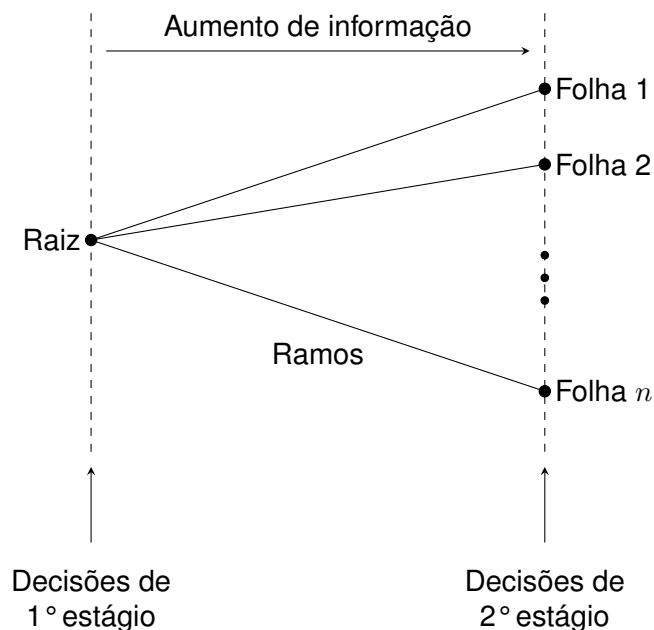 Aumento de informação
Folha 1
Folha 2
Raiz
Ramos
Folha n
Decisões de
1° estágio
Decisões de
2° estágio